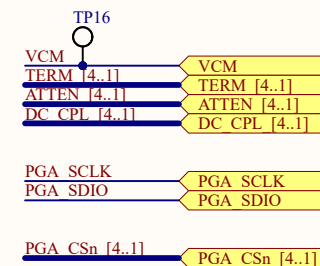 TP16
VCM VCM
TERM [4..1] TERM [4..1]
ATTEN [4..1] ATTEN [4..1]
DC_CPL [4..1] DC_CPL [4..1]
PGA_SCLK PGA_SCLK
PGA_SDIO PGA_SDIO
PGA_CSn [4..1] PGA_CSn [4..1]